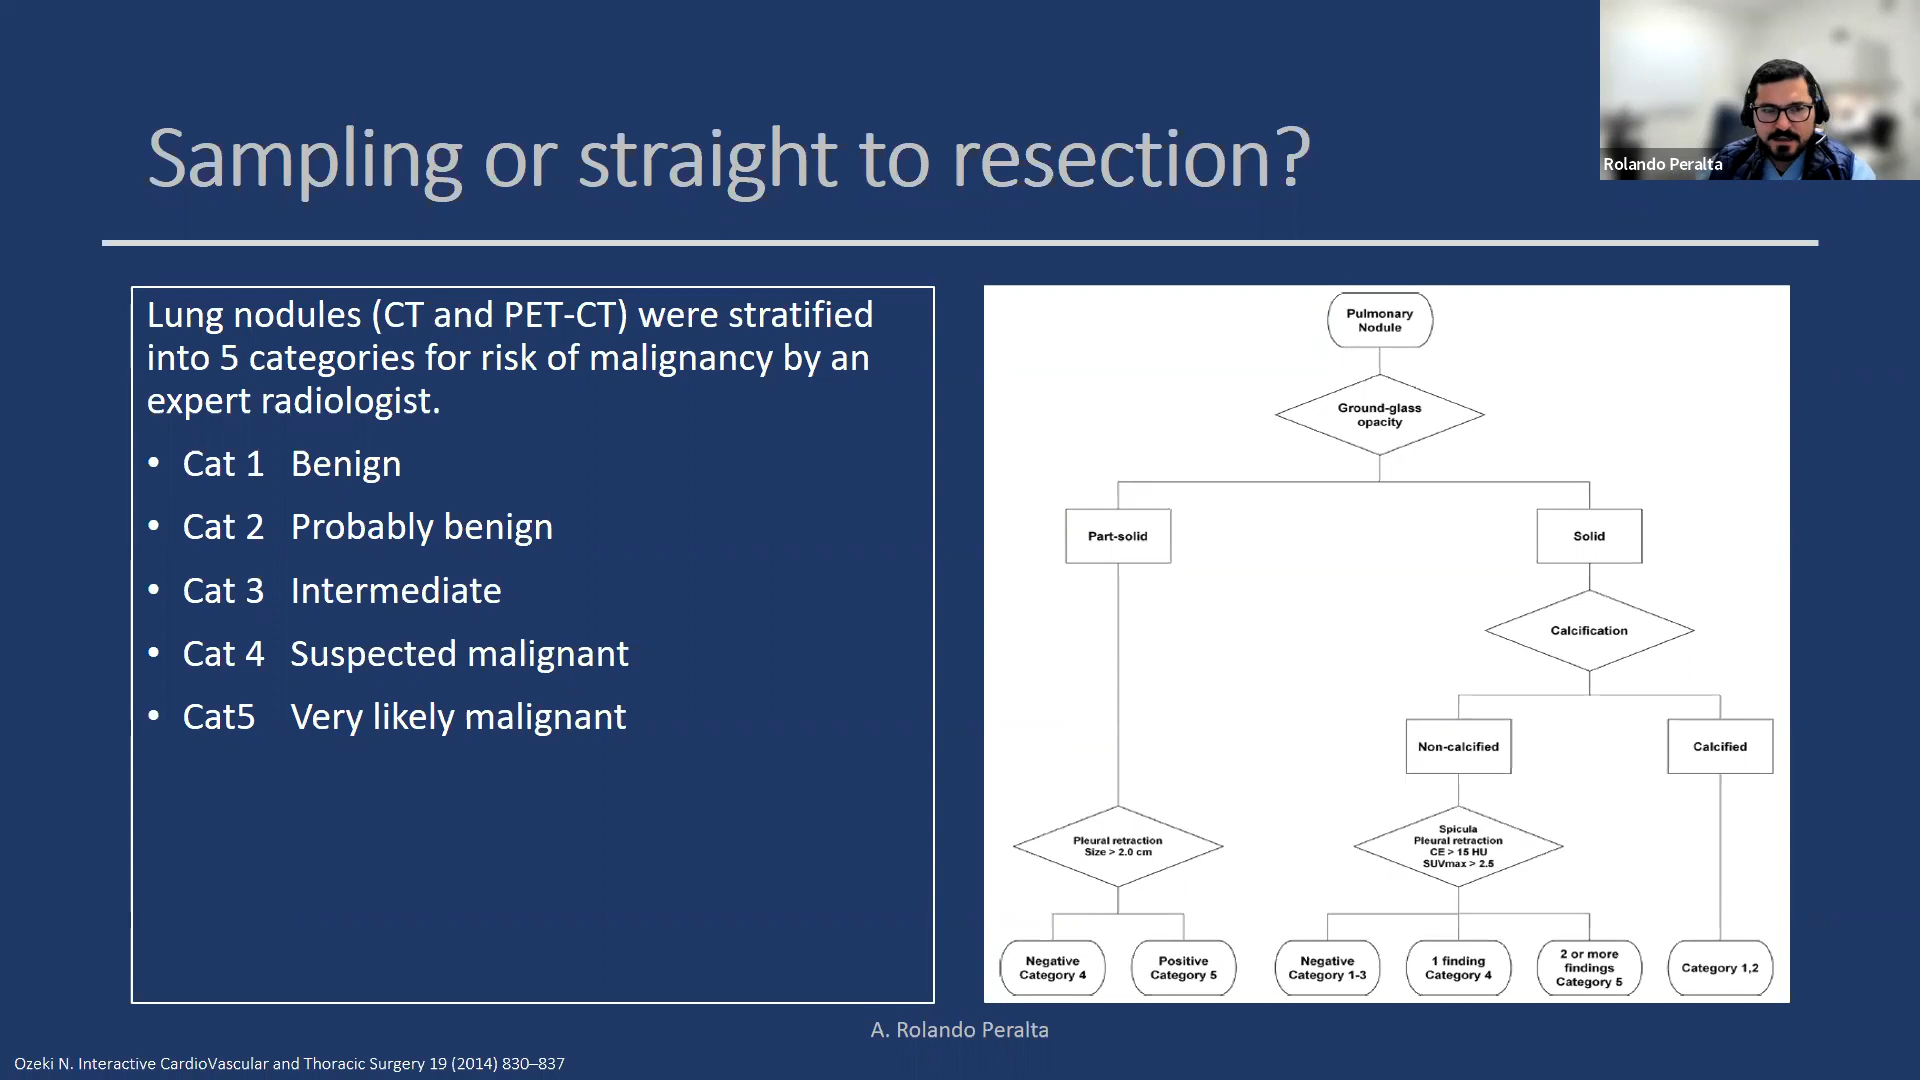 Sampling or straight to resection?
Rolando Peralta
Lung nodules (CT and PET-CT) were stratified
into 5 categories for risk of malignancy by an
expert radiologist.
• Cat 1 Benign
• Cat 2 Probably benign
• Cat 3 Intermediate
• Cat 4 Suspected malignant
• Cat5 Very likely malignant
Pulmonary
Nodule
Ground-glass
opacity
Part-solid
Solid
Calcification
Non-calcified
Calcified
Pleural retraction
Size > 2.0 cm
Spicula
Pleural retraction
CE > 15 HU
SUVmax > 2.5
Negative
Category 4
Positive
Category 5
Negative
Category 1-3
1 finding
Category 4
2 or more
findings
Category 5
Category 1,2
A. Rolando Peralta
Ozeki N. Interactive CardioVascular and Thoracic Surgery 19 (2014) 830–837